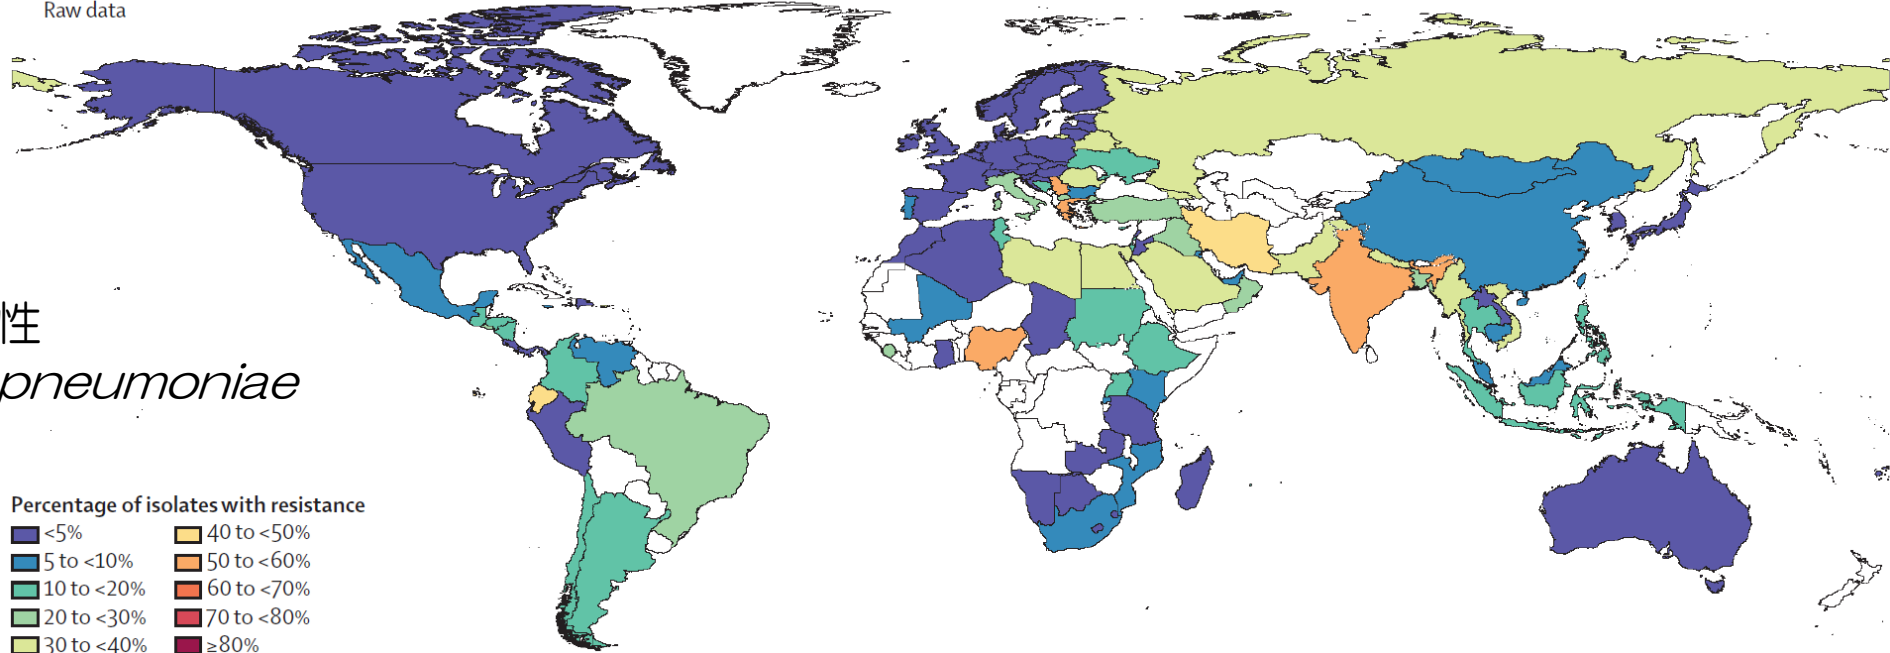 Raw data
性
pneumoniae
Percentage of isolates with resistance
<5%
5 to <10%
10 to <20%
20 to <30%
30 to <40%
40 to <50%
50 to <60%
60 to <70%
70 to <80%
≥80%